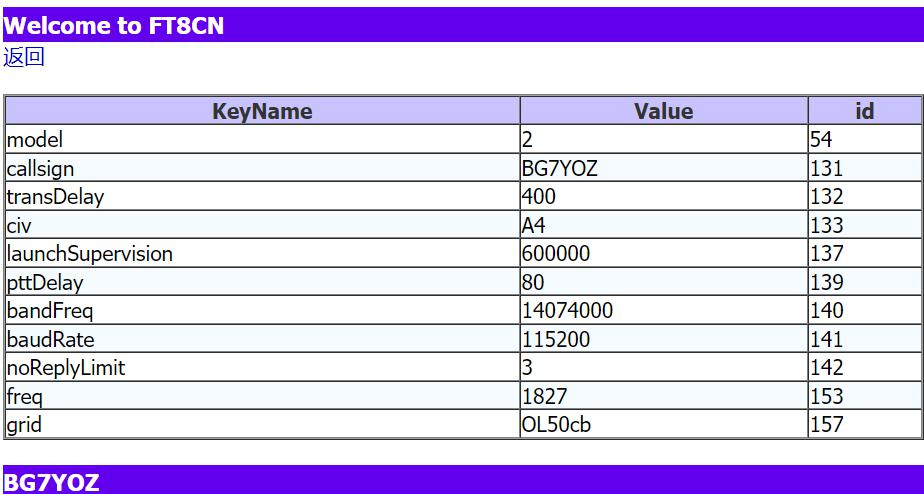 Welcome to FT8CN
返回
KeyName Value id
model 2 54
callsign BG7YOZ 131
transDelay 400 132
civ A4 133
launchSupervision 600000 137
pttDelay 80 139
bandFreq 14074000 140
baudRate 115200 141
noReplyLimit 3 142
freq 1827 153
grid OL50cb 157
BG7YOZ